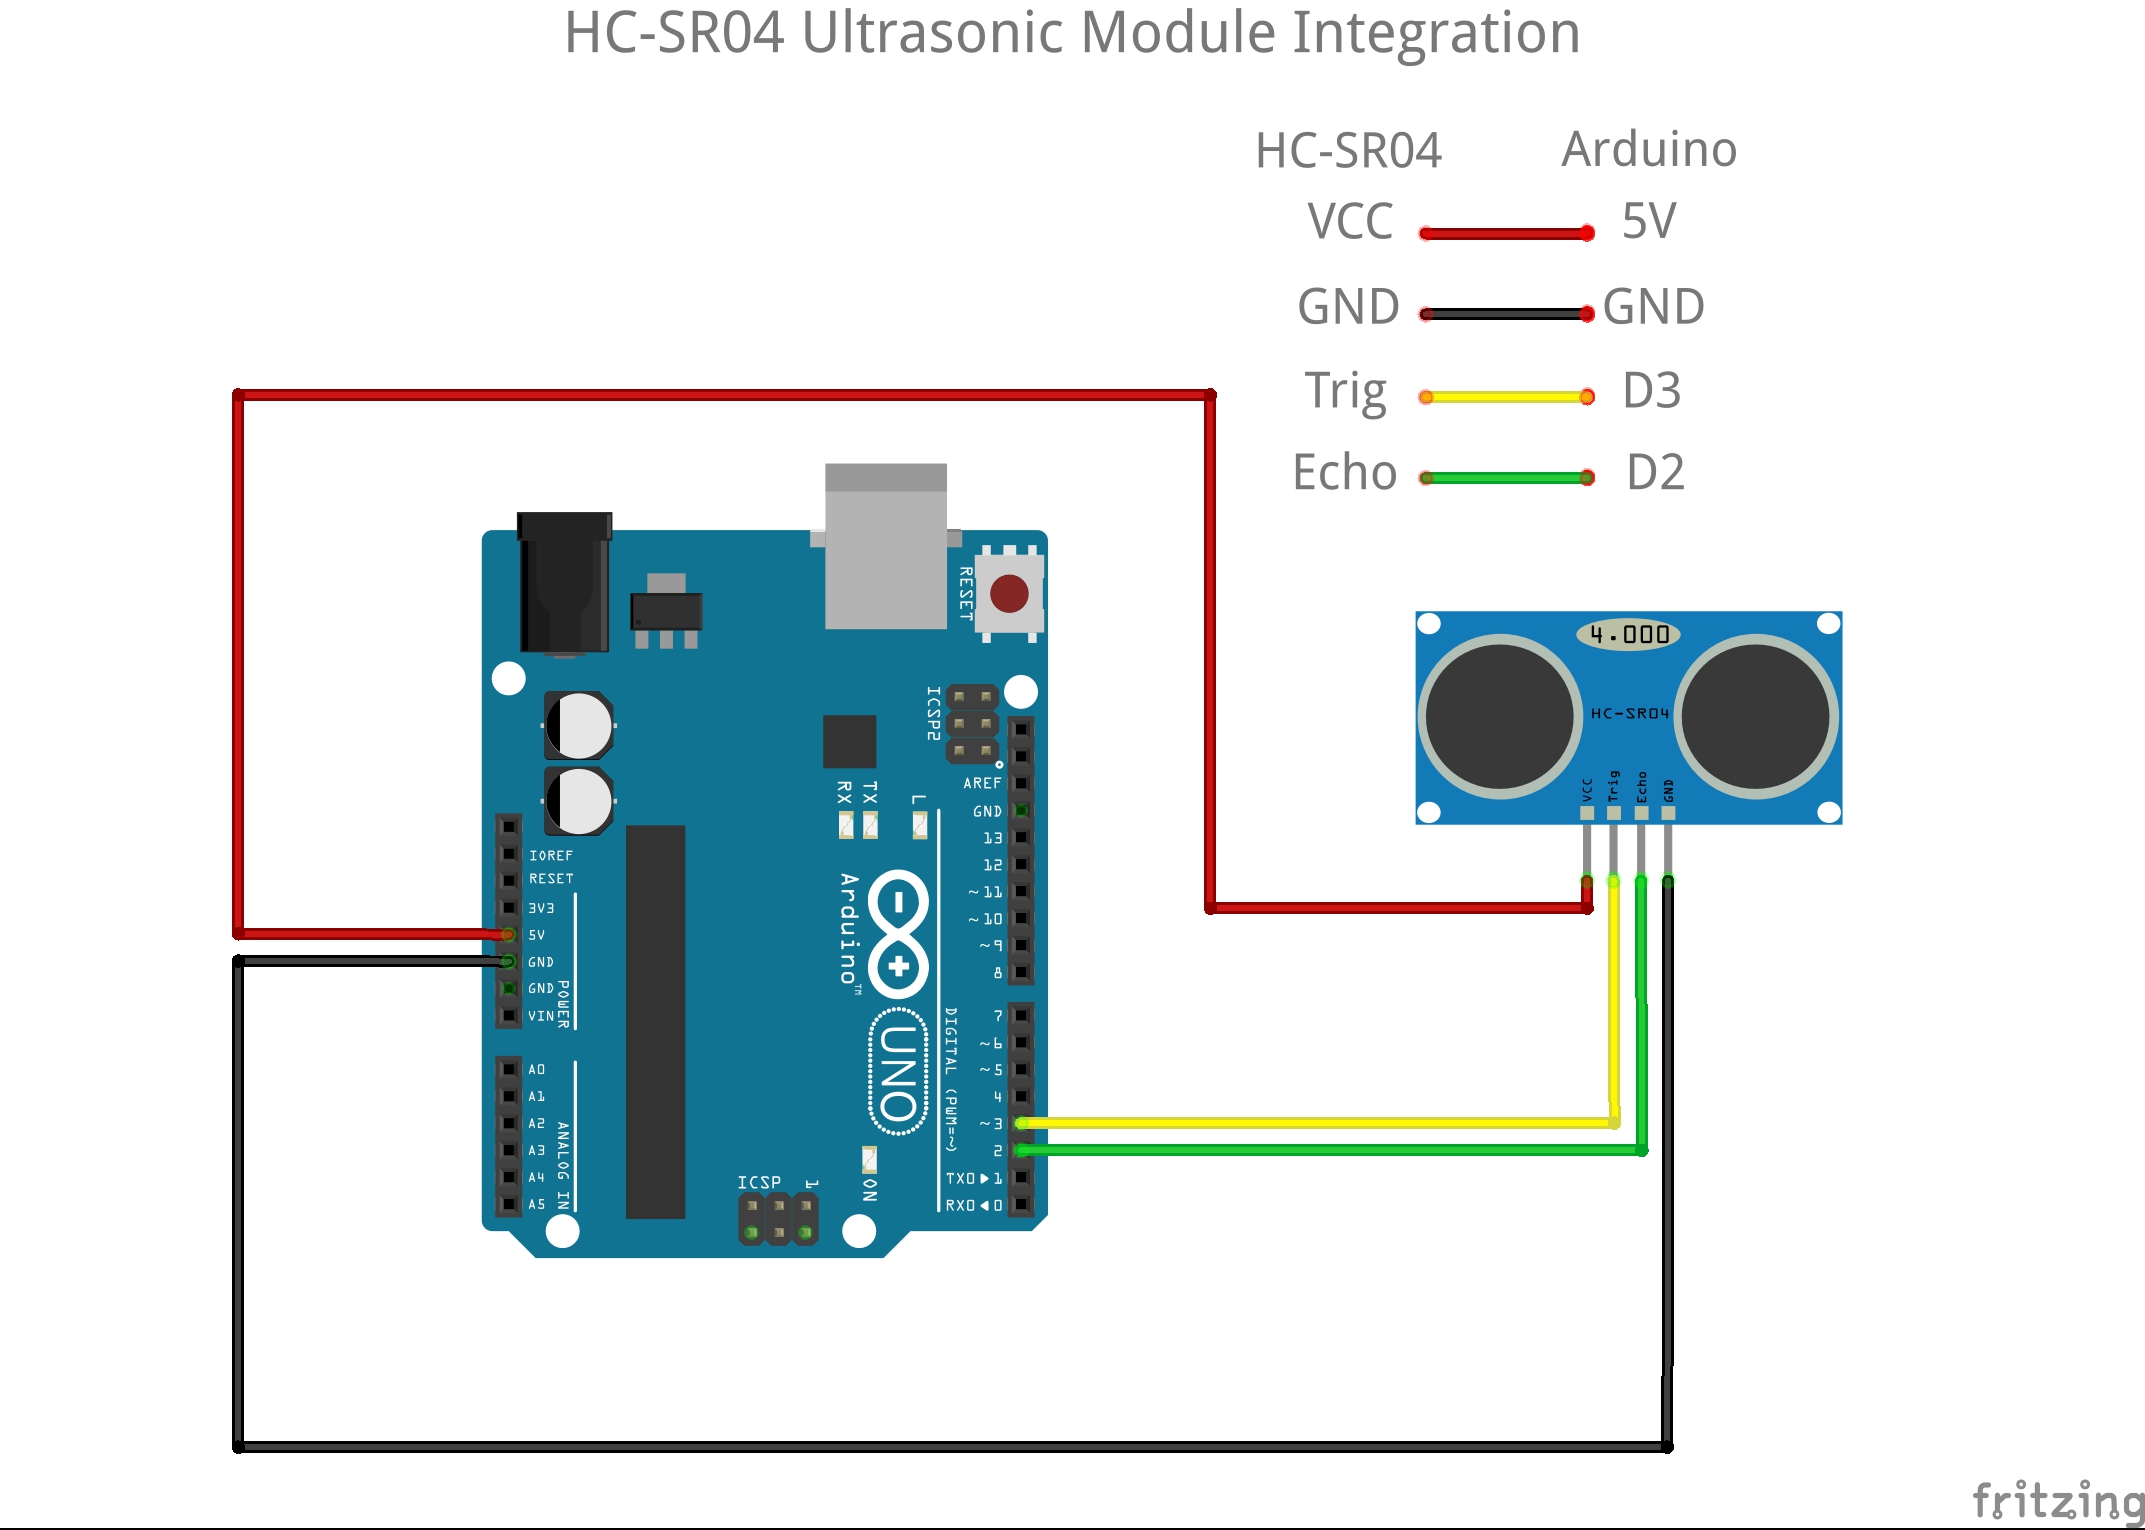 HC-SR04 Ultrasonic Module Integration
HC-SR04 Arduino
VCC 5V
GND GND
Trig D3
Echo D2
RESET
ICSP2
AREF
GND
13
12
~11
~10
~9
8
7
~6
~5
4
~3
2
TX0▶1
RX0◀0
RX
TX
L
IOREF
RESET
3V3
5V
GND
GND
VIN
POWER
A0
A1
A2
A3
A4
A5
ANALOG IN
Arduino™
UNO
DIGITAL (PWM=~)
ICSP 1
ON
4.000
HC-SR04
VCC
Trig
Echo
GND
fritzing